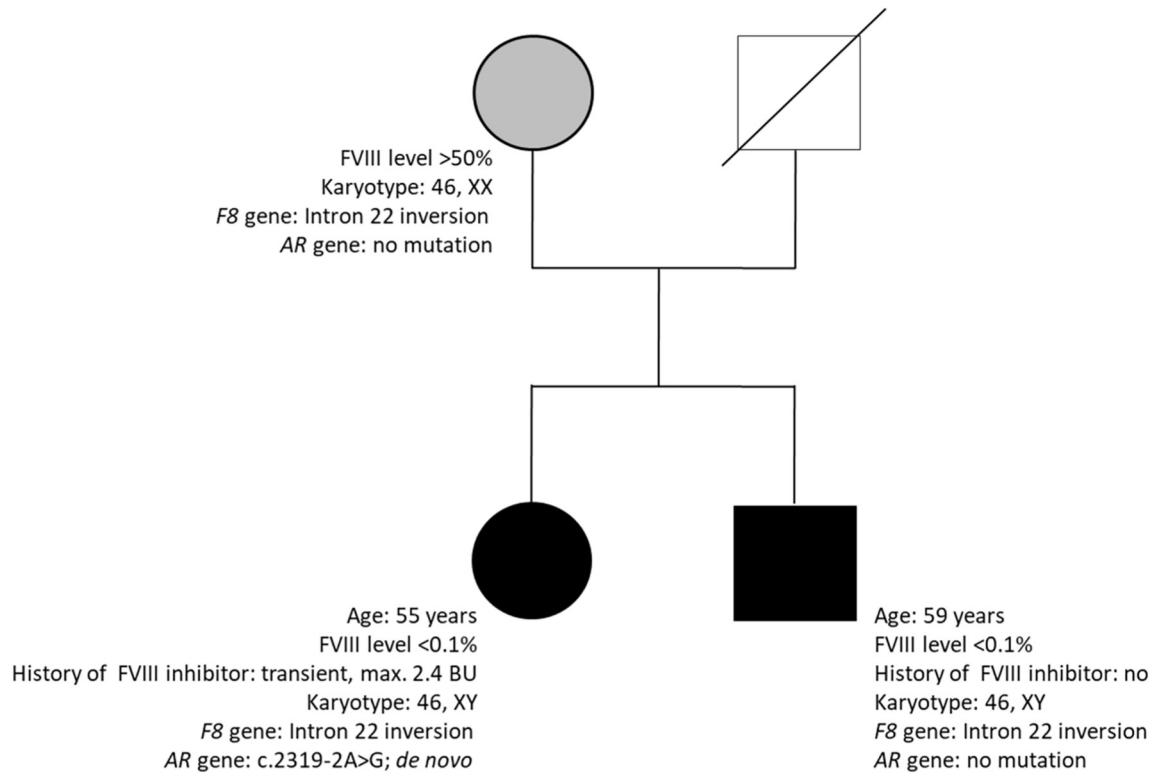 FVIII level >50%
Karyotype: 46, XX
F8 gene: Intron 22 inversion
AR gene: no mutation
Age: 55 years
FVIII level <0.1%
History of FVIII inhibitor: transient, max. 2.4 BU
Karyotype: 46, XY
F8 gene: Intron 22 inversion
AR gene: c.2319-2A>G; de novo
Age: 59 years
FVIII level <0.1%
History of FVIII inhibitor: no
Karyotype: 46, XY
F8 gene: Intron 22 inversion
AR gene: no mutation